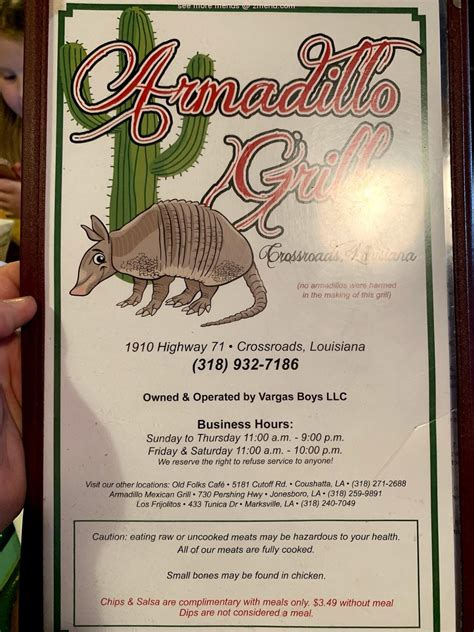 see more menus @ zmenu.com
Armadillo
Grill
Crossroads, Louisiana
(no armadillos were harmed
in the making of this grill)
1910 Highway 71 • Crossroads, Louisiana
(318) 932-7186
Owned & Operated by Vargas Boys LLC
Business Hours:
Sunday to Thursday 11:00 a.m. - 9:00 p.m.
Friday & Saturday 11:00 a.m. - 10:00 p.m.
We reserve the right to refuse service to anyone!
Visit our other locations: Old Folks Café • 5181 Cutoff Rd. • Coushatta, LA • (318) 271-2688
Armadillo Mexican Grill • 730 Pershing Hwy • Jonesboro, LA • (318) 259-9891
Los Frijolitos • 433 Tunica Dr • Marksville, LA • (318) 240-7049
Caution: eating raw or uncooked meats may be hazardous to your health.
All of our meats are fully cooked.
Small bones may be found in chicken.
Chips & Salsa are complimentary with meals only. $3.49 without meal
Dips are not considered a meal.